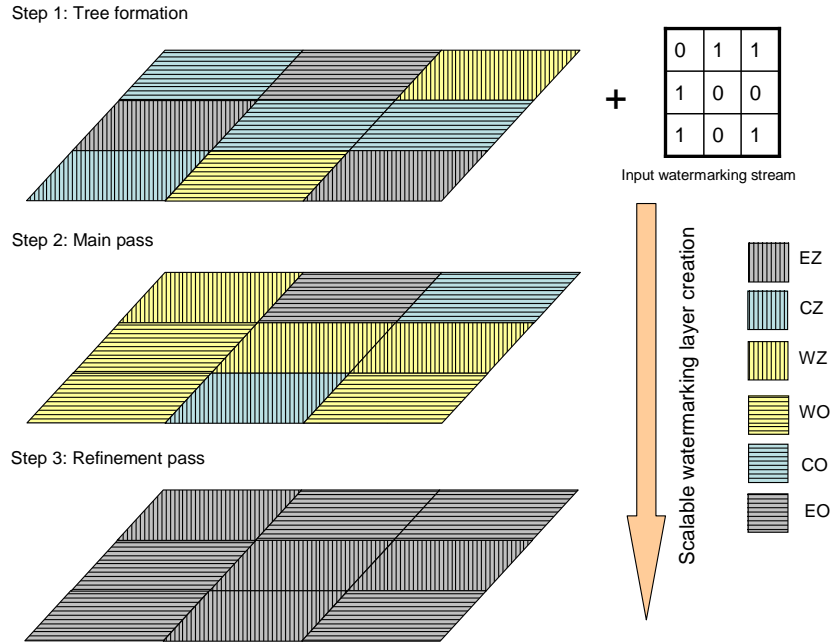 Step 1: Tree formation
+
0 1 1
1 0 0
1 0 1
Input watermarking stream
Step 2: Main pass
Step 3: Refinement pass
Scalable watermarking layer creation
EZ
CZ
WZ
WO
CO
EO